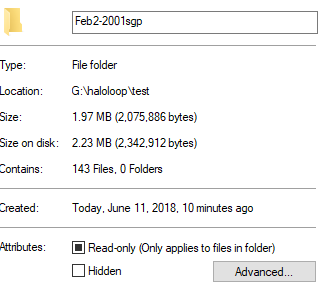 Feb2-2001sgp
Type: File folder
Location: G:\haloloop\test
Size: 1.97 MB (2,075,886 bytes)
Size on disk: 2.23 MB (2,342,912 bytes)
Contains: 143 Files, 0 Folders
Created: Today, June 11, 2018, 10 minutes ago
Attributes: Read-only (Only applies to files in folder)
Hidden Advanced...